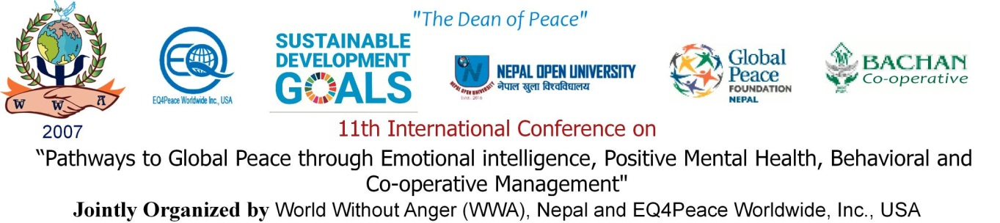 "The Dean of Peace"
W W A
2007
EQ
EQ4Peace Worldwide Inc., USA
SUSTAINABLE
DEVELOPMENT
GOALS
N
NEPAL OPEN UNIVERSITY
Estd. 2016
NEPAL OPEN UNIVERSITY
नेपाल खुला विश्वविद्यालय
Global
Peace
FOUNDATION
NEPAL
BACHAN
Co-operative
11th International Conference on
“Pathways to Global Peace through Emotional intelligence, Positive Mental Health, Behavioral and
Co-operative Management"
Jointly Organized by World Without Anger (WWA), Nepal and EQ4Peace Worldwide, Inc., USA